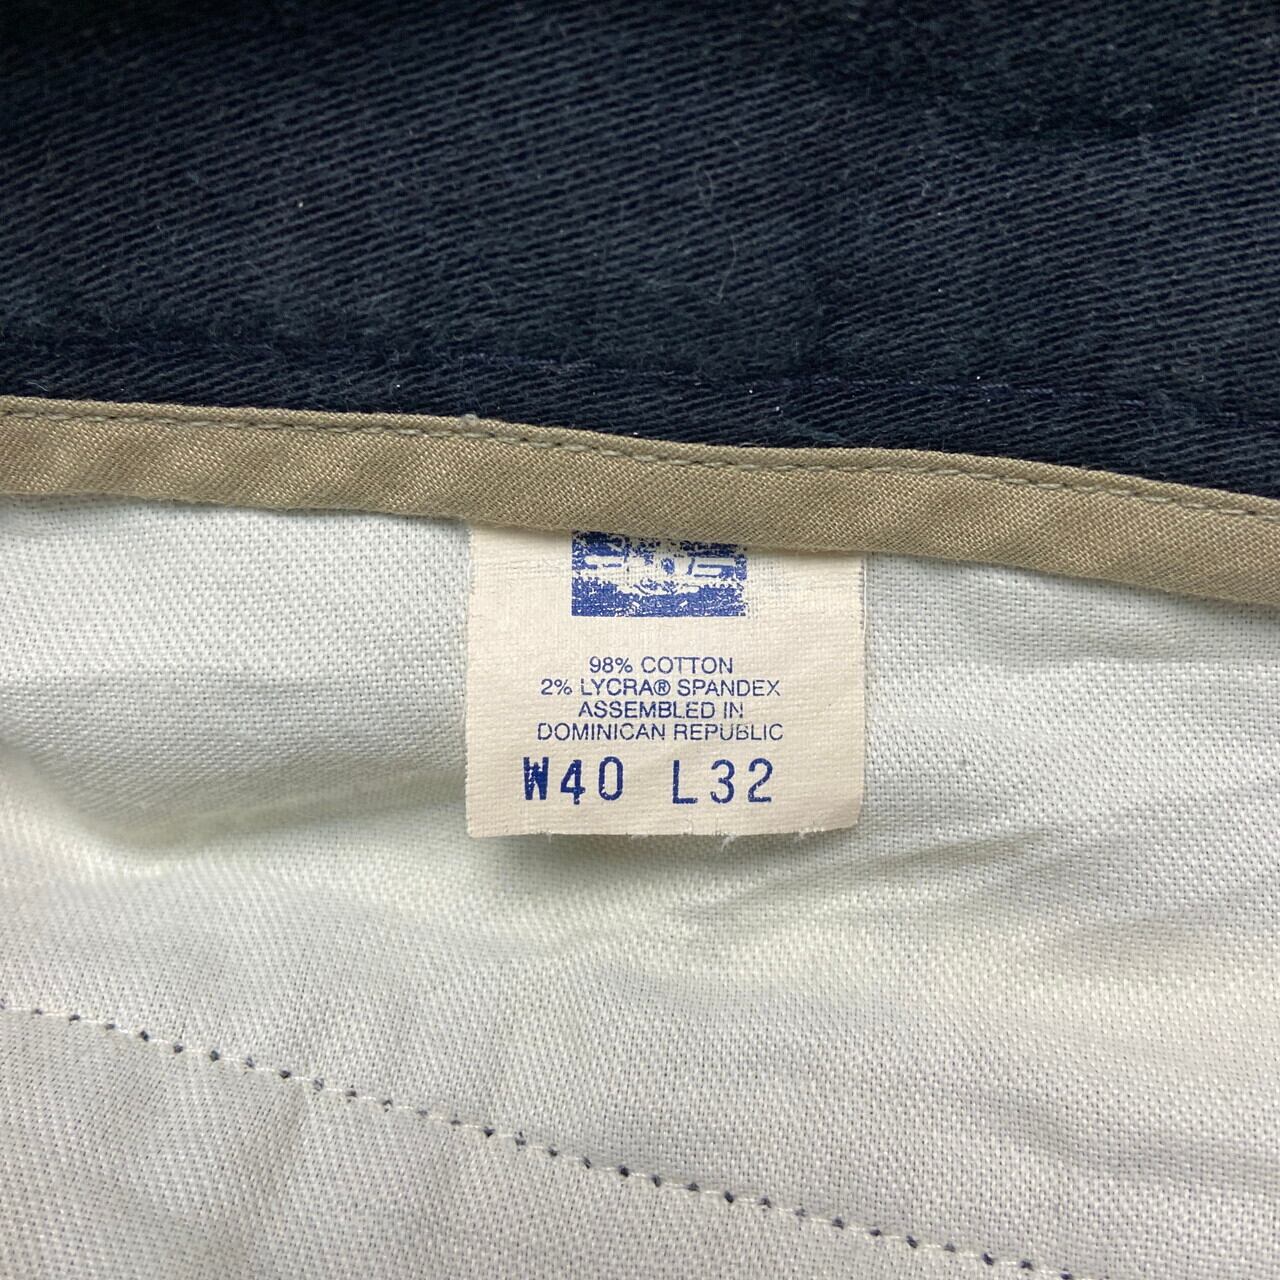 98% COTTON
2% LYCRA® SPANDEX
ASSEMBLED IN
DOMINICAN REPUBLIC
W40 L32